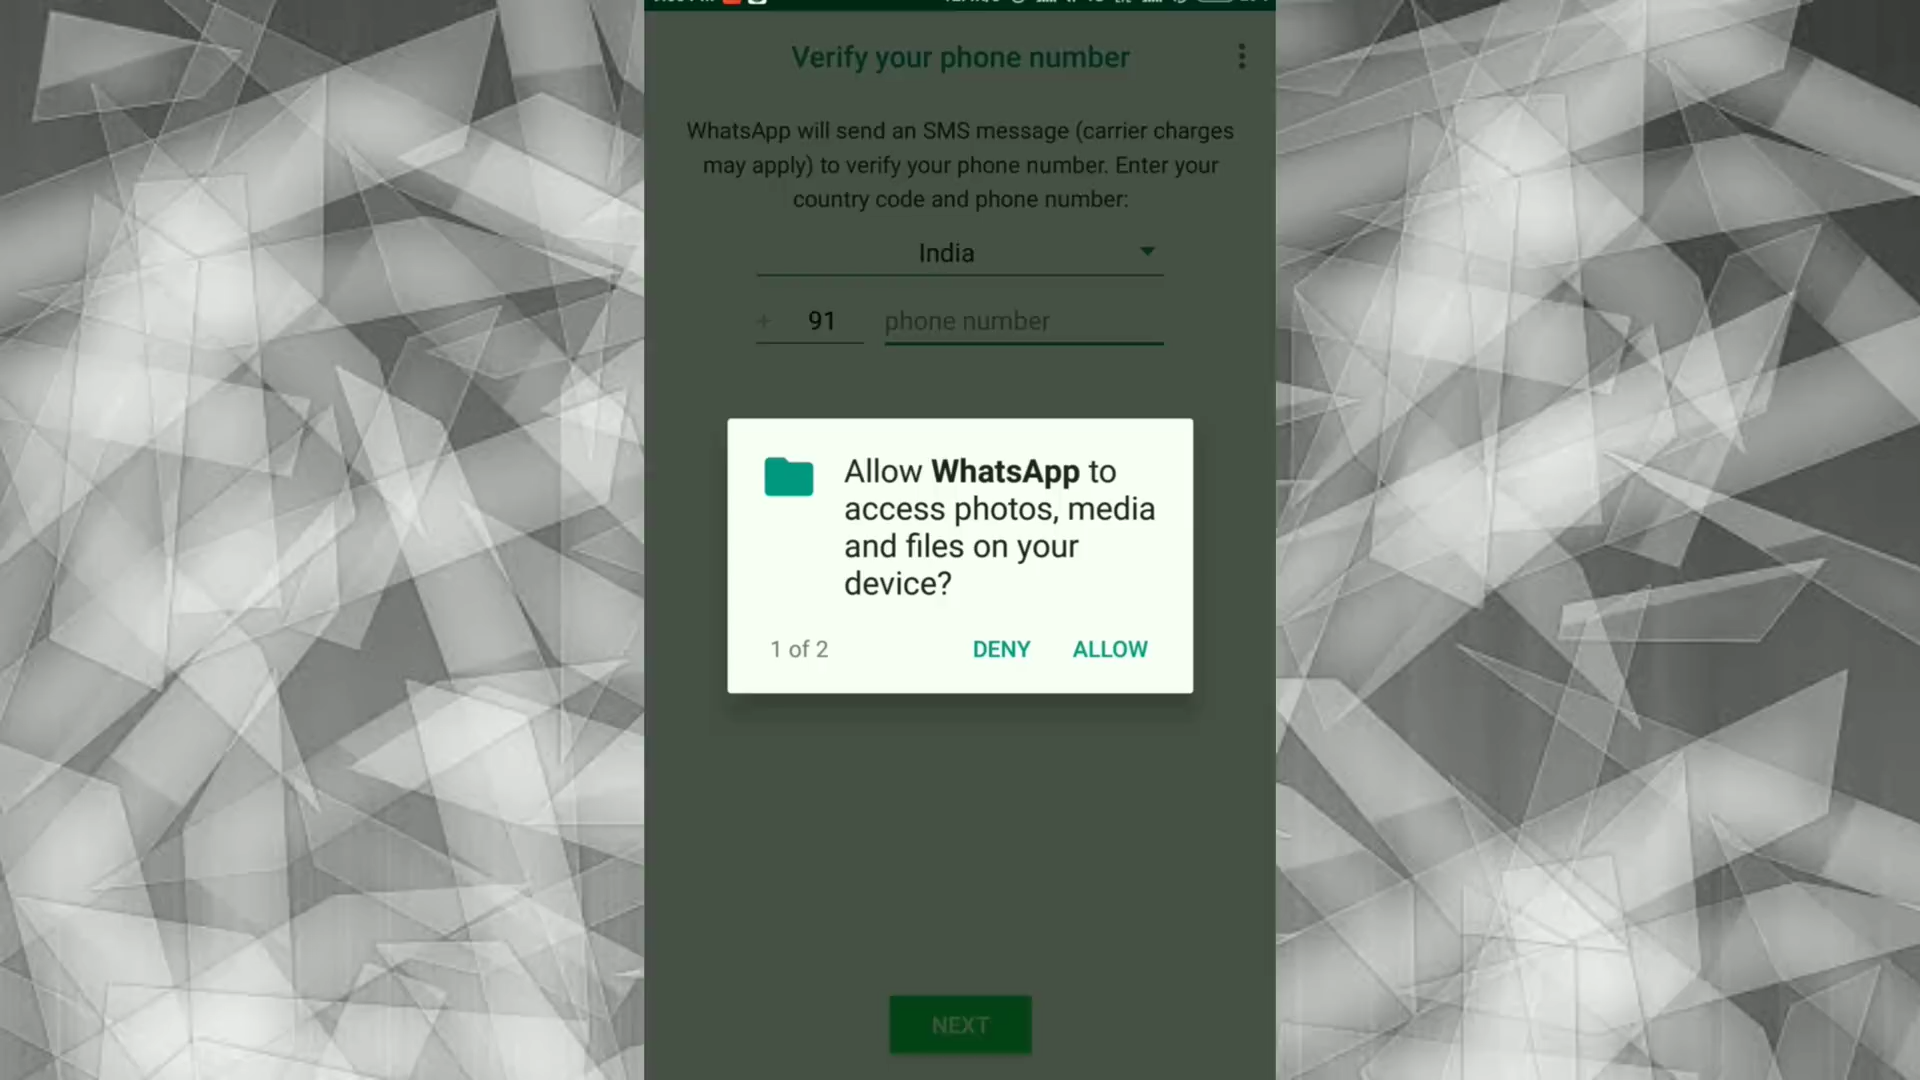 Verify your phone number
WhatsApp will send an SMS message (carrier charges
may apply) to verify your phone number. Enter your
country code and phone number:
India
+ 91 phone number
Allow WhatsApp to
access photos, media
and files on your
device?
1 of 2 DENY ALLOW
NEXT